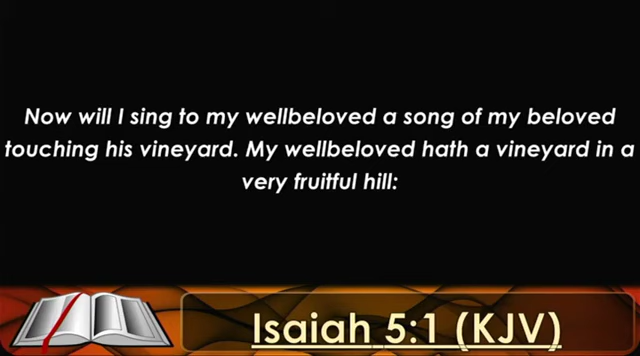 Now will I sing to my wellbeloved a song of my beloved
touching his vineyard. My wellbeloved hath a vineyard in a
very fruitful hill:
Isaiah 5:1 (KJV)